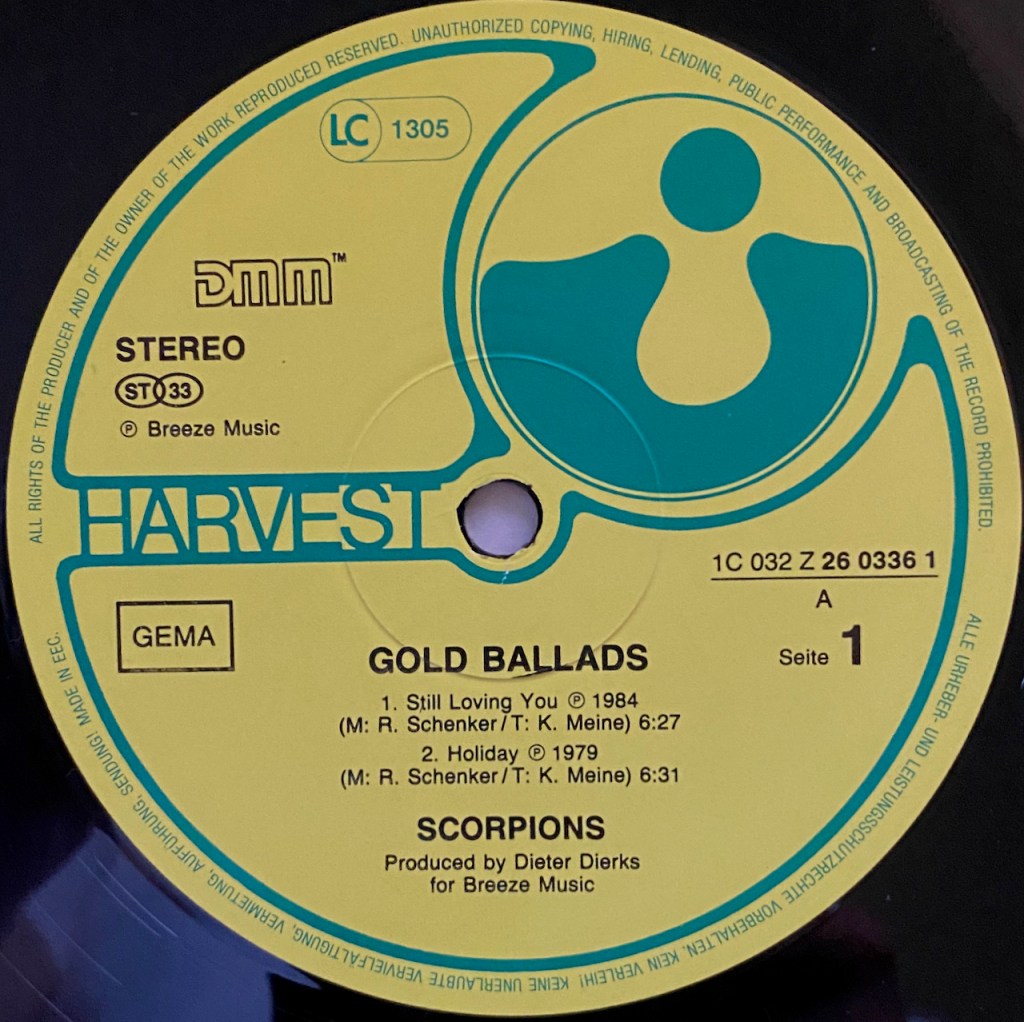 ALL RIGHTS OF THE PRODUCER AND OF THE OWNER OF THE WORK REPRODUCED RESERVED. UNAUTHORIZED COPYING, HIRING, LENDING, PUBLIC PERFORMANCE AND BROADCASTING OF THE RECORD PROHIBITED.
LC 1305
DMM™
STEREO
ST 33
℗ Breeze Music
HARVEST
1C 032 Z 26 0336 1
A
Seite 1
GEMA
GOLD BALLADS
1. Still Loving You ℗ 1984
(M: R. Schenker/T: K. Meine) 6:27
2. Holiday ℗ 1979
(M: R. Schenker/T: K. Meine) 6:31
SCORPIONS
Produced by Dieter Dierks
for Breeze Music
ALLE URHEBER- UND LEISTUNGSSCHUTZRECHTE VORBEHALTEN. KEIN VERLEIH! KEINE UNERLAUBTE VERVIELFÄLTIGUNG, VERMIETUNG, AUFFÜHRUNG, SENDUNG! MADE IN EEC.